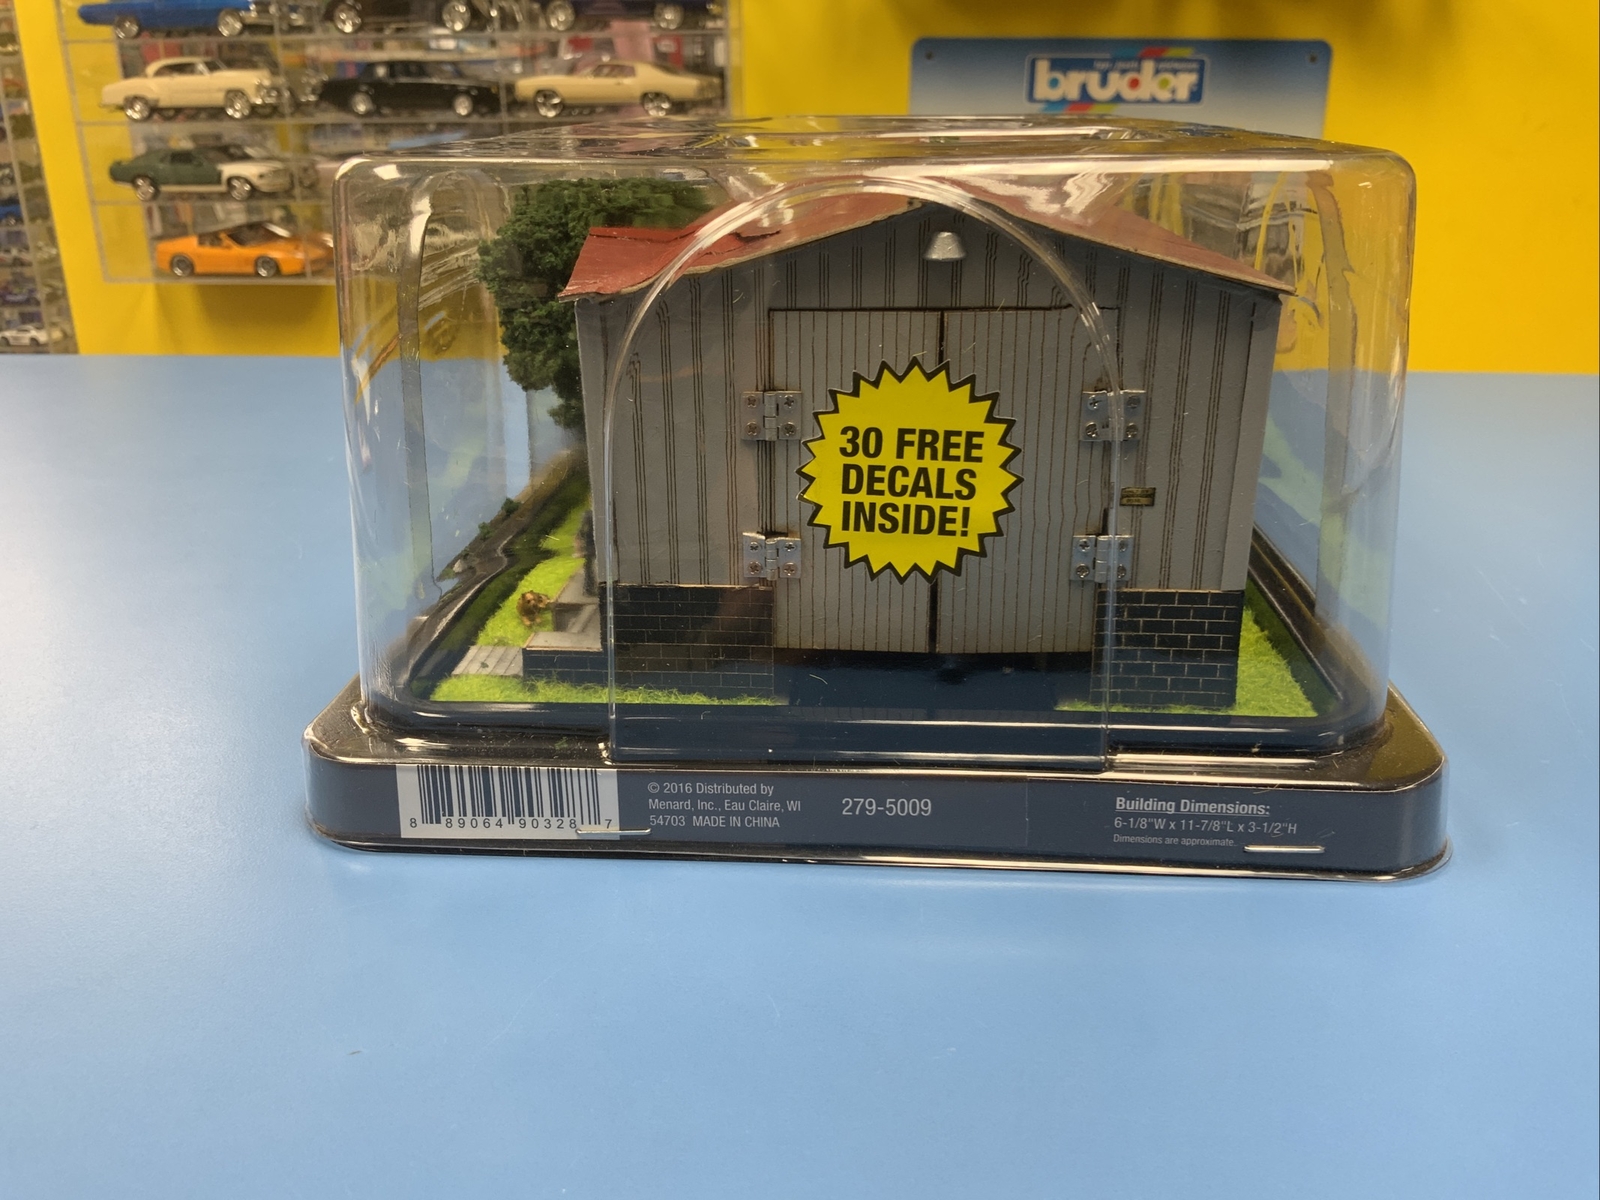 bruder
30 FREE
DECALS
INSIDE!
8 89064 90328 7
© 2016 Distributed by
Menard, Inc., Eau Claire, WI
54703 MADE IN CHINA
279-5009
Building Dimensions:
6-1/8"W x 11-7/8"L x 3-1/2"H
Dimensions are approximate.